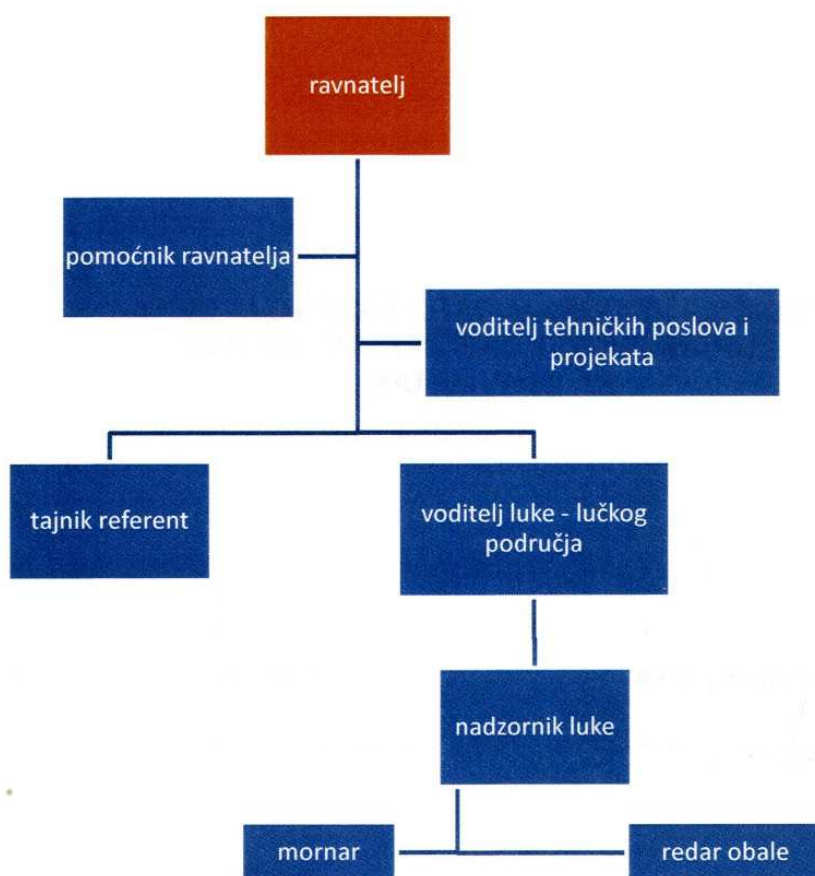 ravnatelj
pomoćnik ravnatelja
voditelj tehničkih poslova i
projekata
tajnik referent
voditelj luke - lučkog
područja
nadzornik luke
mornar
redar obale